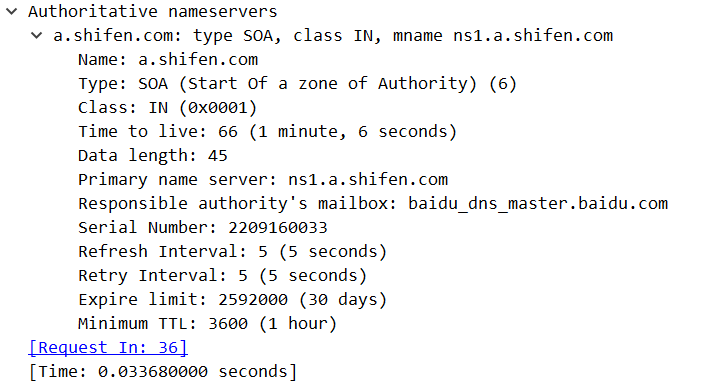 Authoritative nameservers
a.shifen.com: type SOA, class IN, mname ns1.a.shifen.com
Name: a.shifen.com
Type: SOA (Start Of a zone of Authority) (6)
Class: IN (0x0001)
Time to live: 66 (1 minute, 6 seconds)
Data length: 45
Primary name server: ns1.a.shifen.com
Responsible authority's mailbox: baidu_dns_master.baidu.com
Serial Number: 2209160033
Refresh Interval: 5 (5 seconds)
Retry Interval: 5 (5 seconds)
Expire limit: 2592000 (30 days)
Minimum TTL: 3600 (1 hour)
[Request In: 36]
[Time: 0.033680000 seconds]